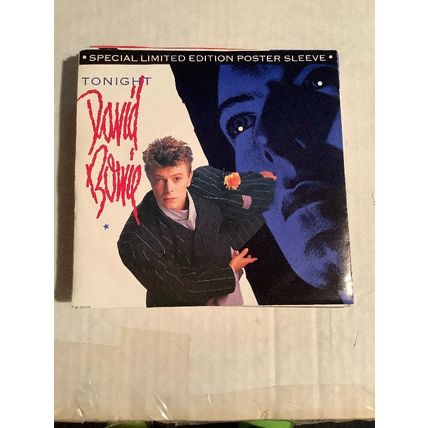 • SPECIAL LIMITED EDITION POSTER SLEEVE •
TONIGHT
David
Bowie